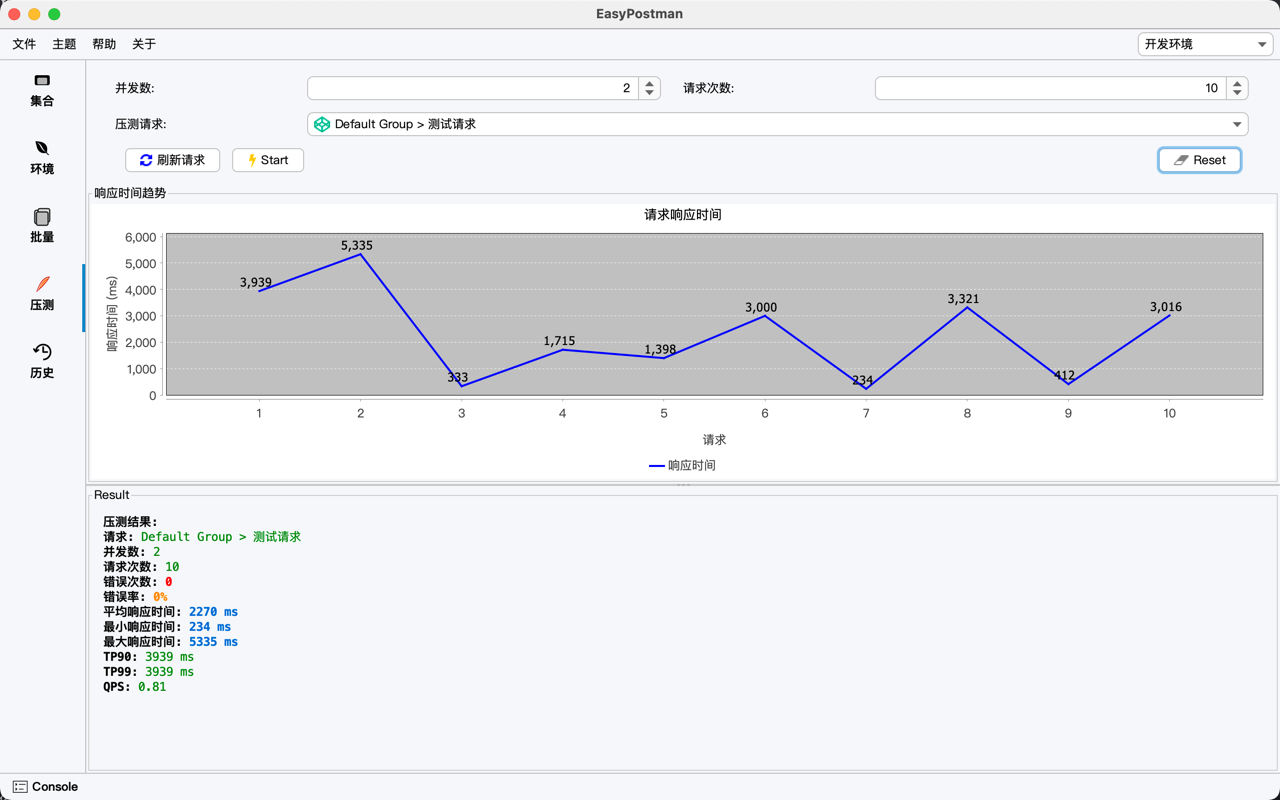 EasyPostman
文件 主题 帮助 关于 开发环境
集合
环境
批量
压测
历史
并发数: 2 请求次数: 10
压测请求: Default Group > 测试请求
刷新请求 Start Reset
响应时间趋势
请求响应时间
响应时间 (ms)
6,000
5,000
4,000
3,000
2,000
1,000
0
3,939 5,335 333 1,715 1,398 3,000 234 3,321 412 3,016
1 2 3 4 5 6 7 8 9 10
请求
响应时间
Result
压测结果:
请求: Default Group > 测试请求
并发数: 2
请求次数: 10
错误次数: 0
错误率: 0%
平均响应时间: 2270 ms
最小响应时间: 234 ms
最大响应时间: 5335 ms
TP90: 3939 ms
TP99: 3939 ms
QPS: 0.81
Console